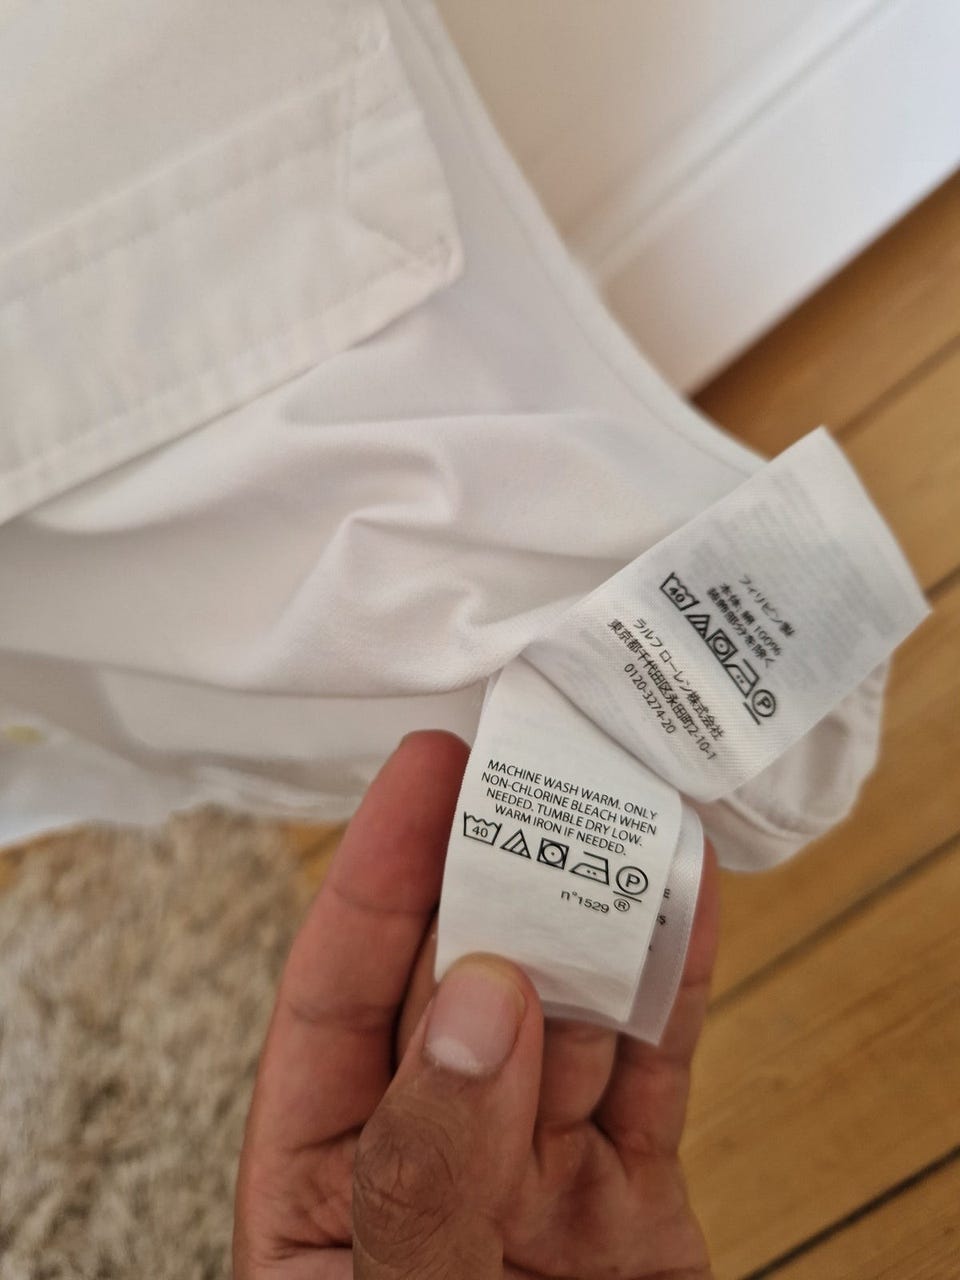 フィリピン製
本体: 綿 100%
装飾部分を除く
40
P
ラルフ ローレン株式会社
東京都千代田区永田町2-10-1
0120-3274-20
MACHINE WASH WARM. ONLY
NON-CHLORINE BLEACH WHEN
NEEDED. TUMBLE DRY LOW.
WARM IRON IF NEEDED.
40
P
n°1529 ®
E
S